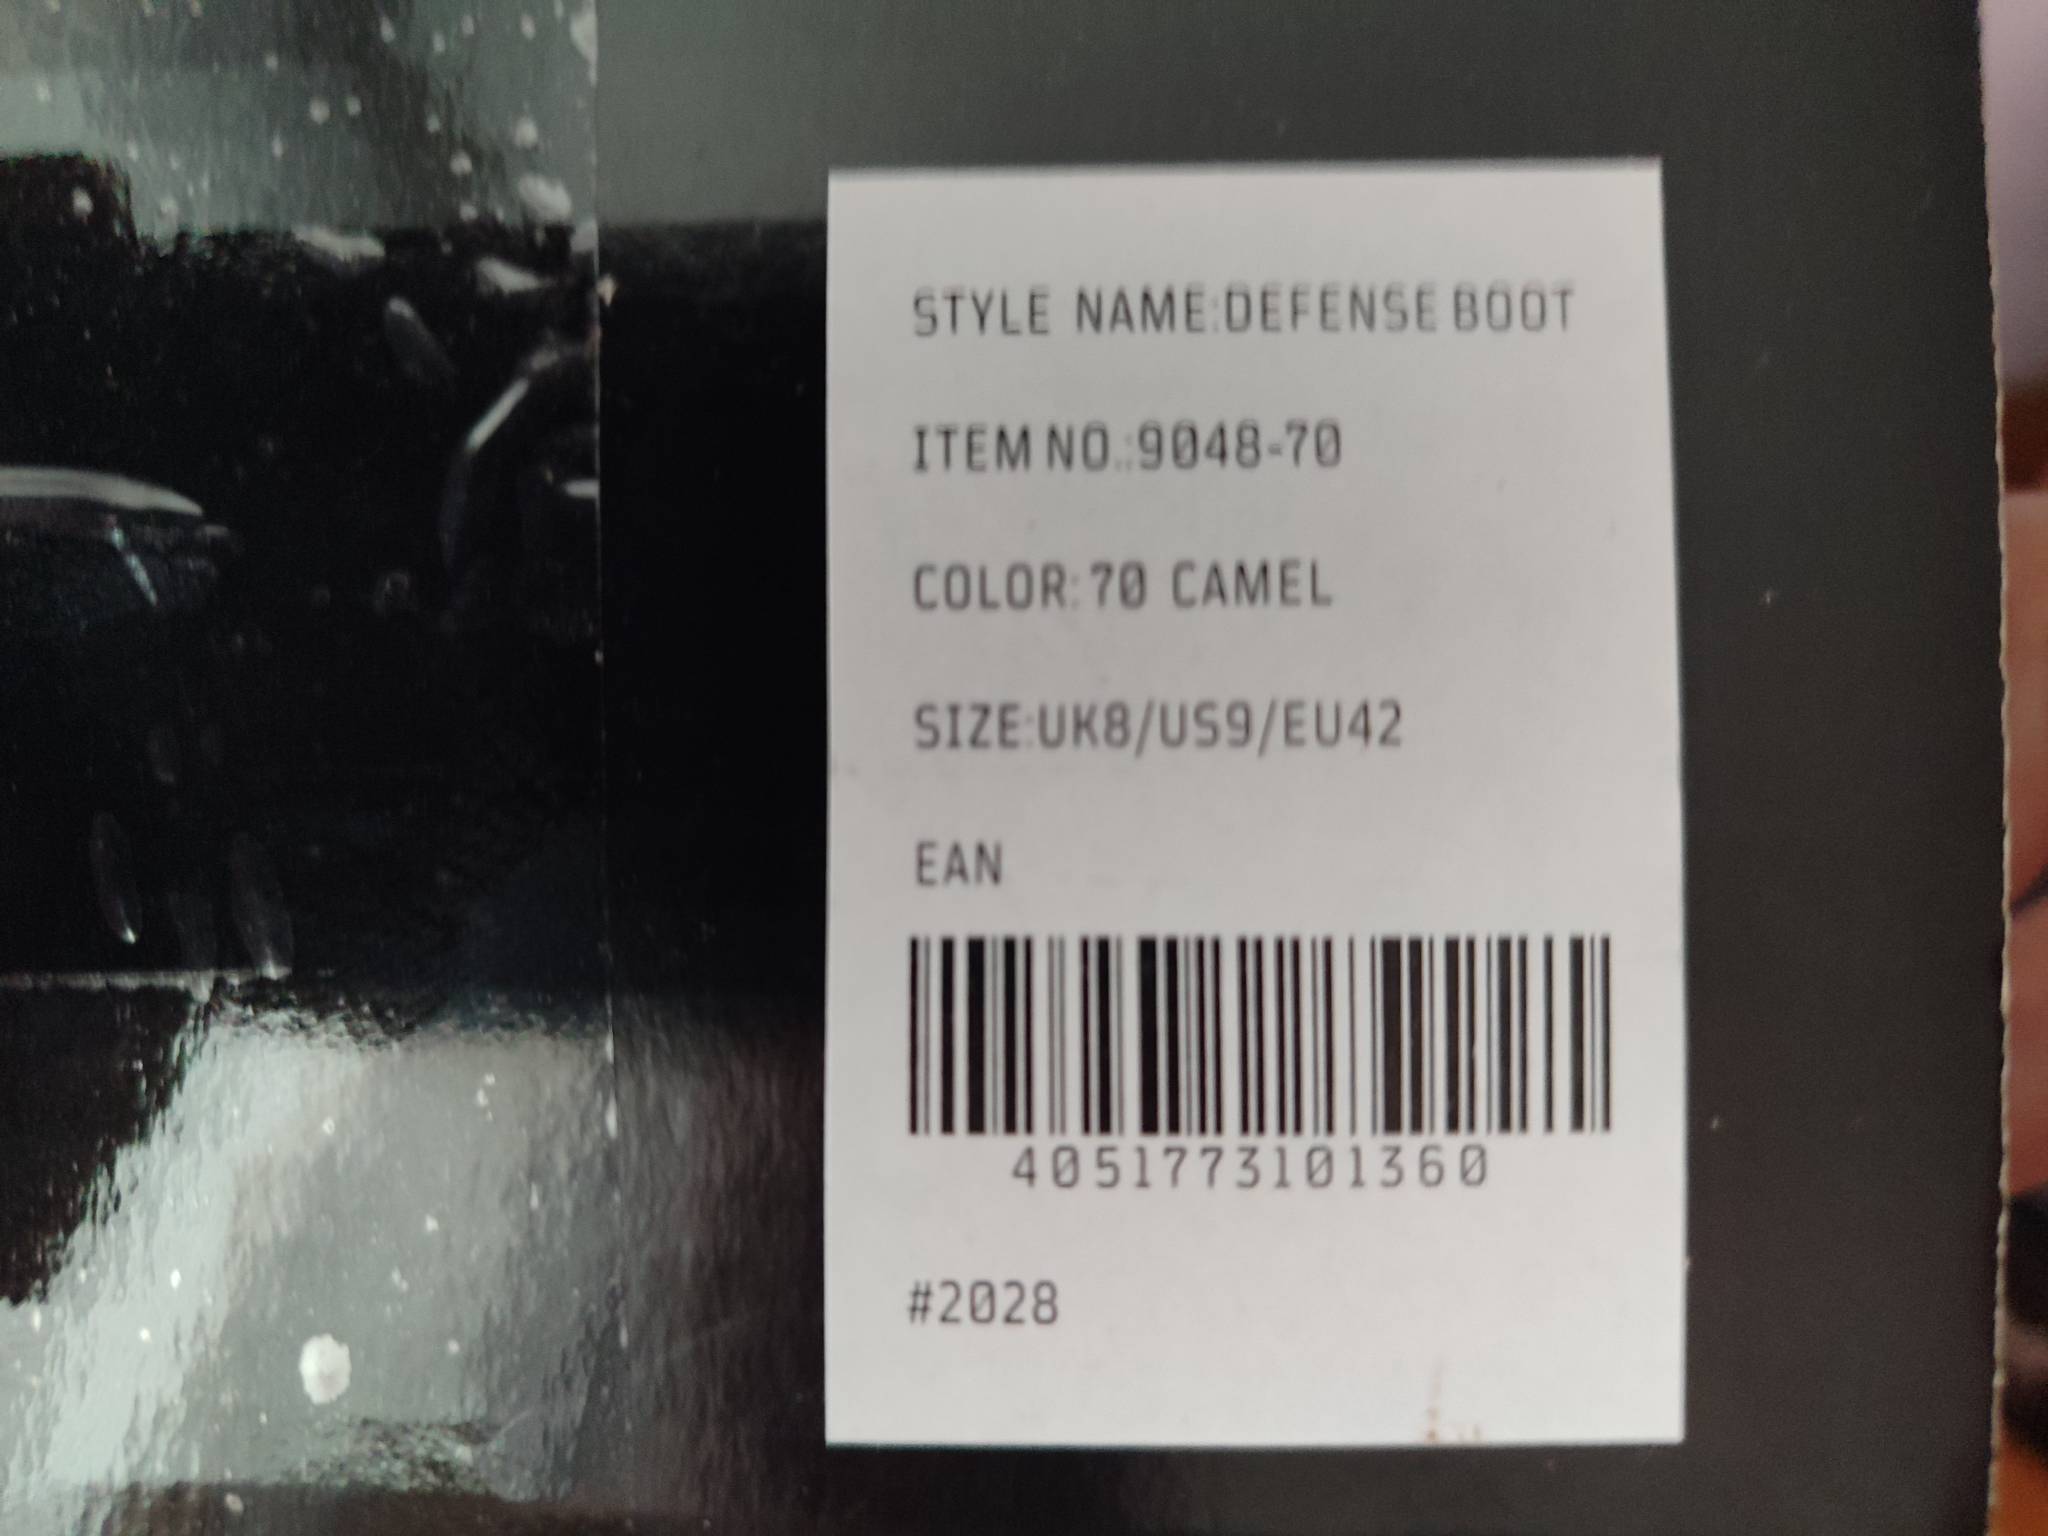 STYLE NAME:DEFENSE BOOT
ITEM NO.:9048-70
COLOR: 70 CAMEL
SIZE:UK8/US9/EU42
EAN
4051773101360
#2028